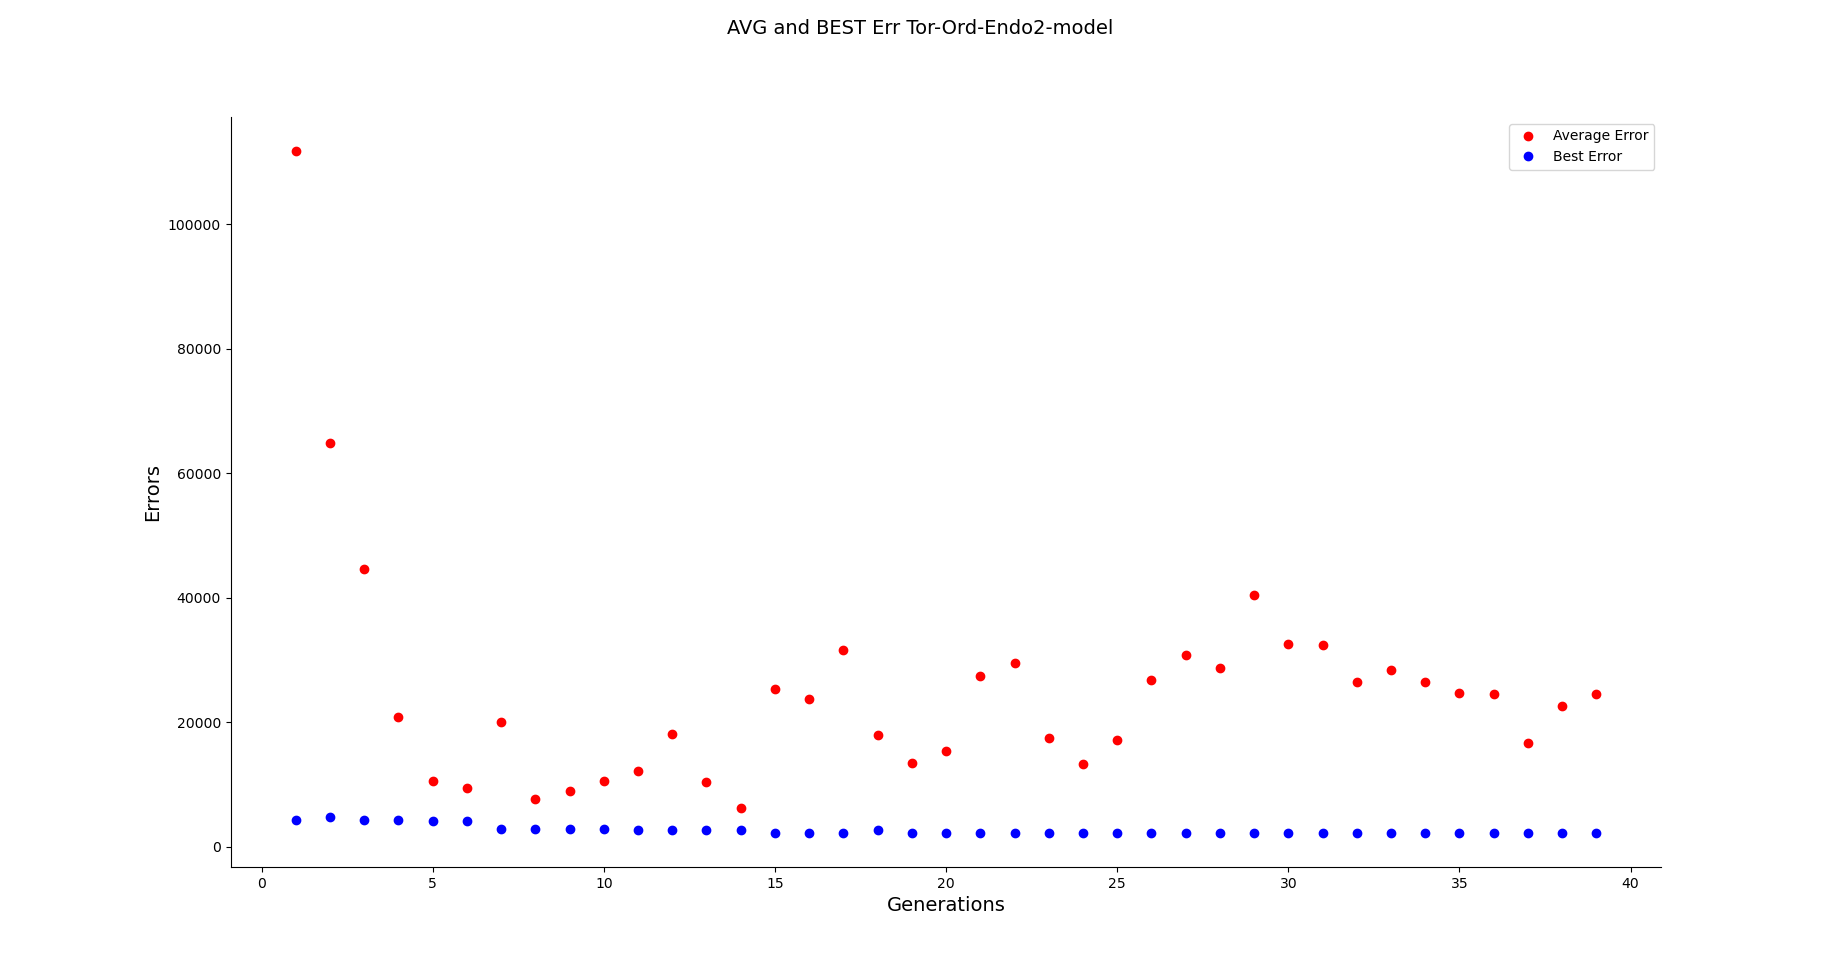 AVG and BEST Err Tor-Ord-Endo2-model
Average Error
Best Error
100000
80000
60000
40000
20000
0
Errors
0 5 10 15 20 25 30 35 40
Generations